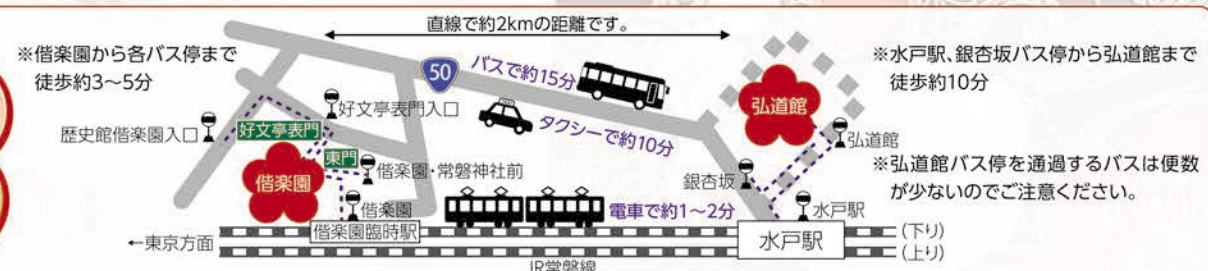 直線で約2kmの距離です。
※偕楽園から各バス停まで
徒歩約3～5分
50
バスで約15分
タクシーで約10分
※水戸駅、銀杏坂バス停から弘道館まで
徒歩約10分
弘道館
弘道館
※弘道館バス停を通過するバスは便数
が少ないのでご注意ください。
好文亭表門入口
歴史館偕楽園入口
好文亭表門
東門
偕楽園
偕楽園・常磐神社前
銀杏坂
偕楽園
電車で約1～2分
水戸駅
←東京方面
偕楽園臨時駅
水戸駅
(下り)
(上り)
JR常磐線